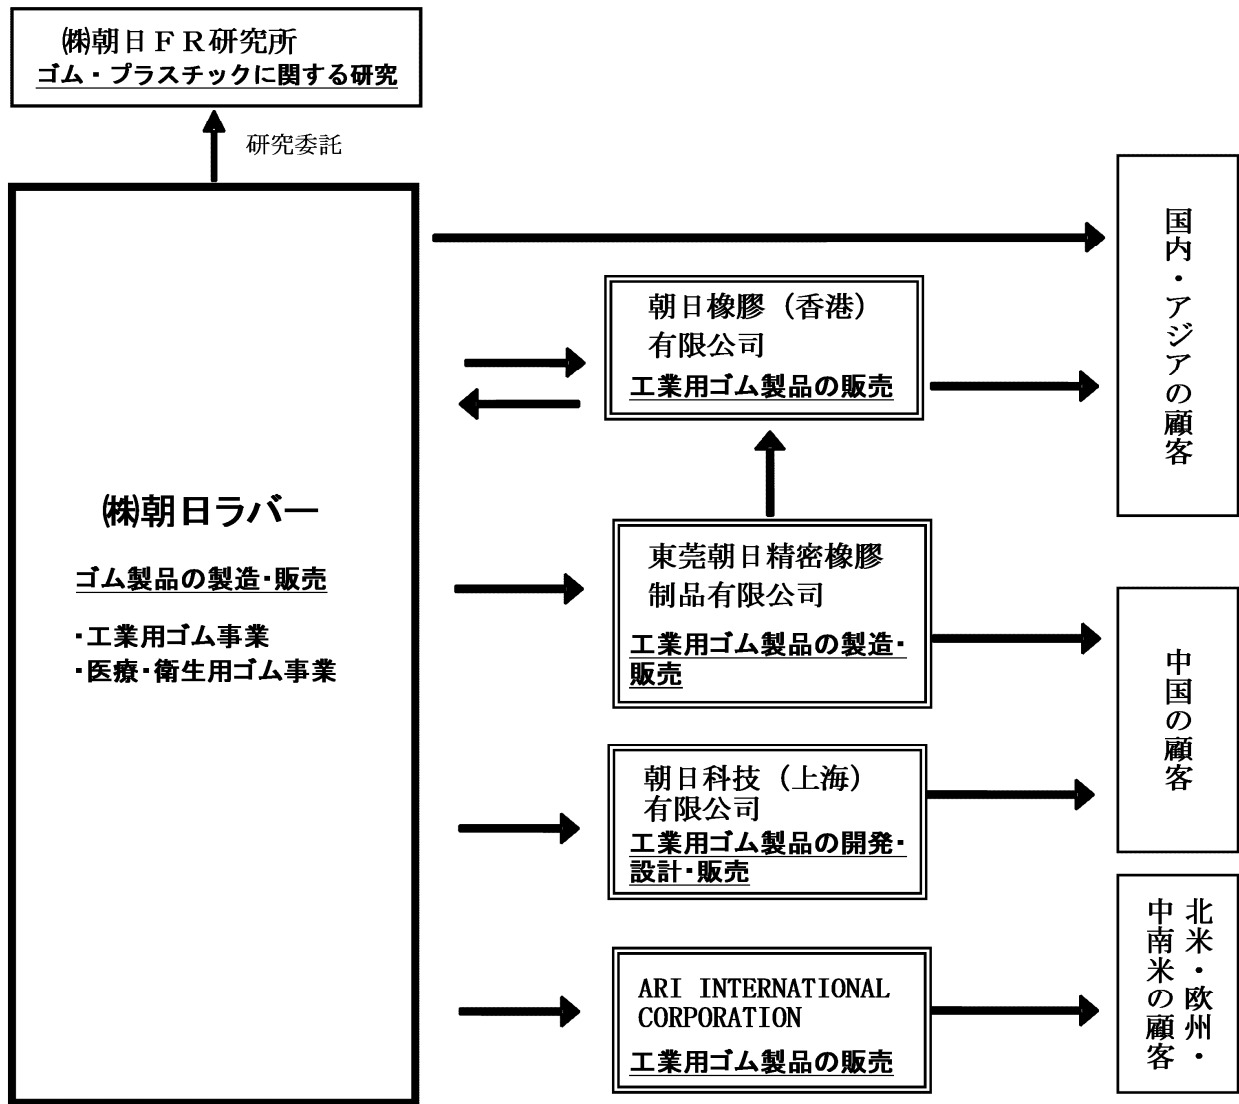 ㈱朝日ＦＲ研究所
ゴム・プラスチックに関する研究
研究委託
㈱朝日ラバー
ゴム製品の製造・販売
・工業用ゴム事業
・医療・衛生用ゴム事業
朝日橡膠（香港）
有限公司
工業用ゴム製品の販売
東莞朝日精密橡膠
制品有限公司
工業用ゴム製品の製造・
販売
朝日科技（上海）
有限公司
工業用ゴム製品の開発・
設計・販売
ARI INTERNATIONAL
CORPORATION
工業用ゴム製品の販売
国内・アジアの顧客
中国の顧客
北米・欧州・
中南米の顧客